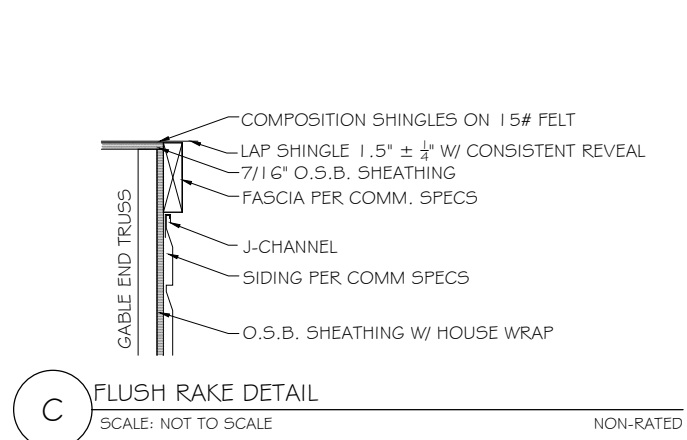 COMPOSITION SHINGLES ON 15# FELT
LAP SHINGLE 1.5" ± 1/4" W/ CONSISTENT REVEAL
7/16" O.S.B. SHEATHING
FASCIA PER COMM. SPECS
GABLE END TRUSS
J-CHANNEL
SIDING PER COMM SPECS
O.S.B. SHEATHING W/ HOUSE WRAP
C
FLUSH RAKE DETAIL
SCALE: NOT TO SCALE
NON-RATED